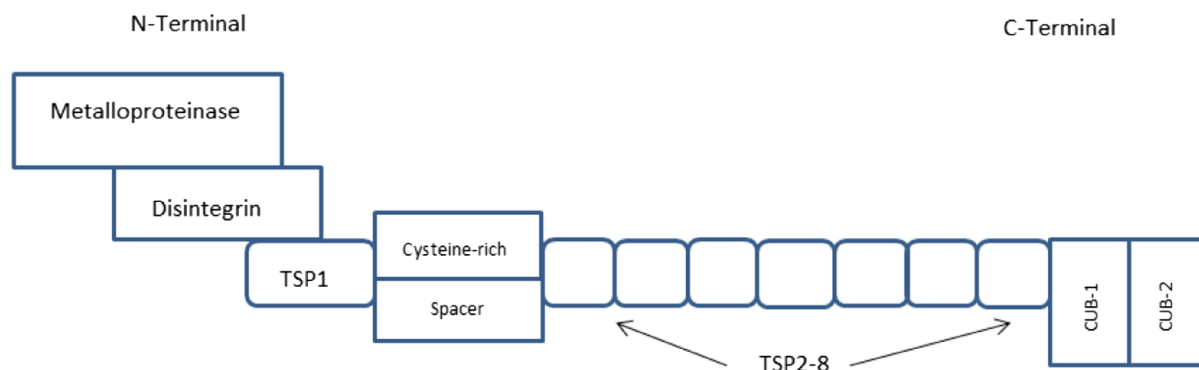 N-Terminal
C-Terminal
Metalloproteinase
Disintegrin
Cysteine-rich
TSP1
Spacer
CUB-1
CUB-2
TSP2-8